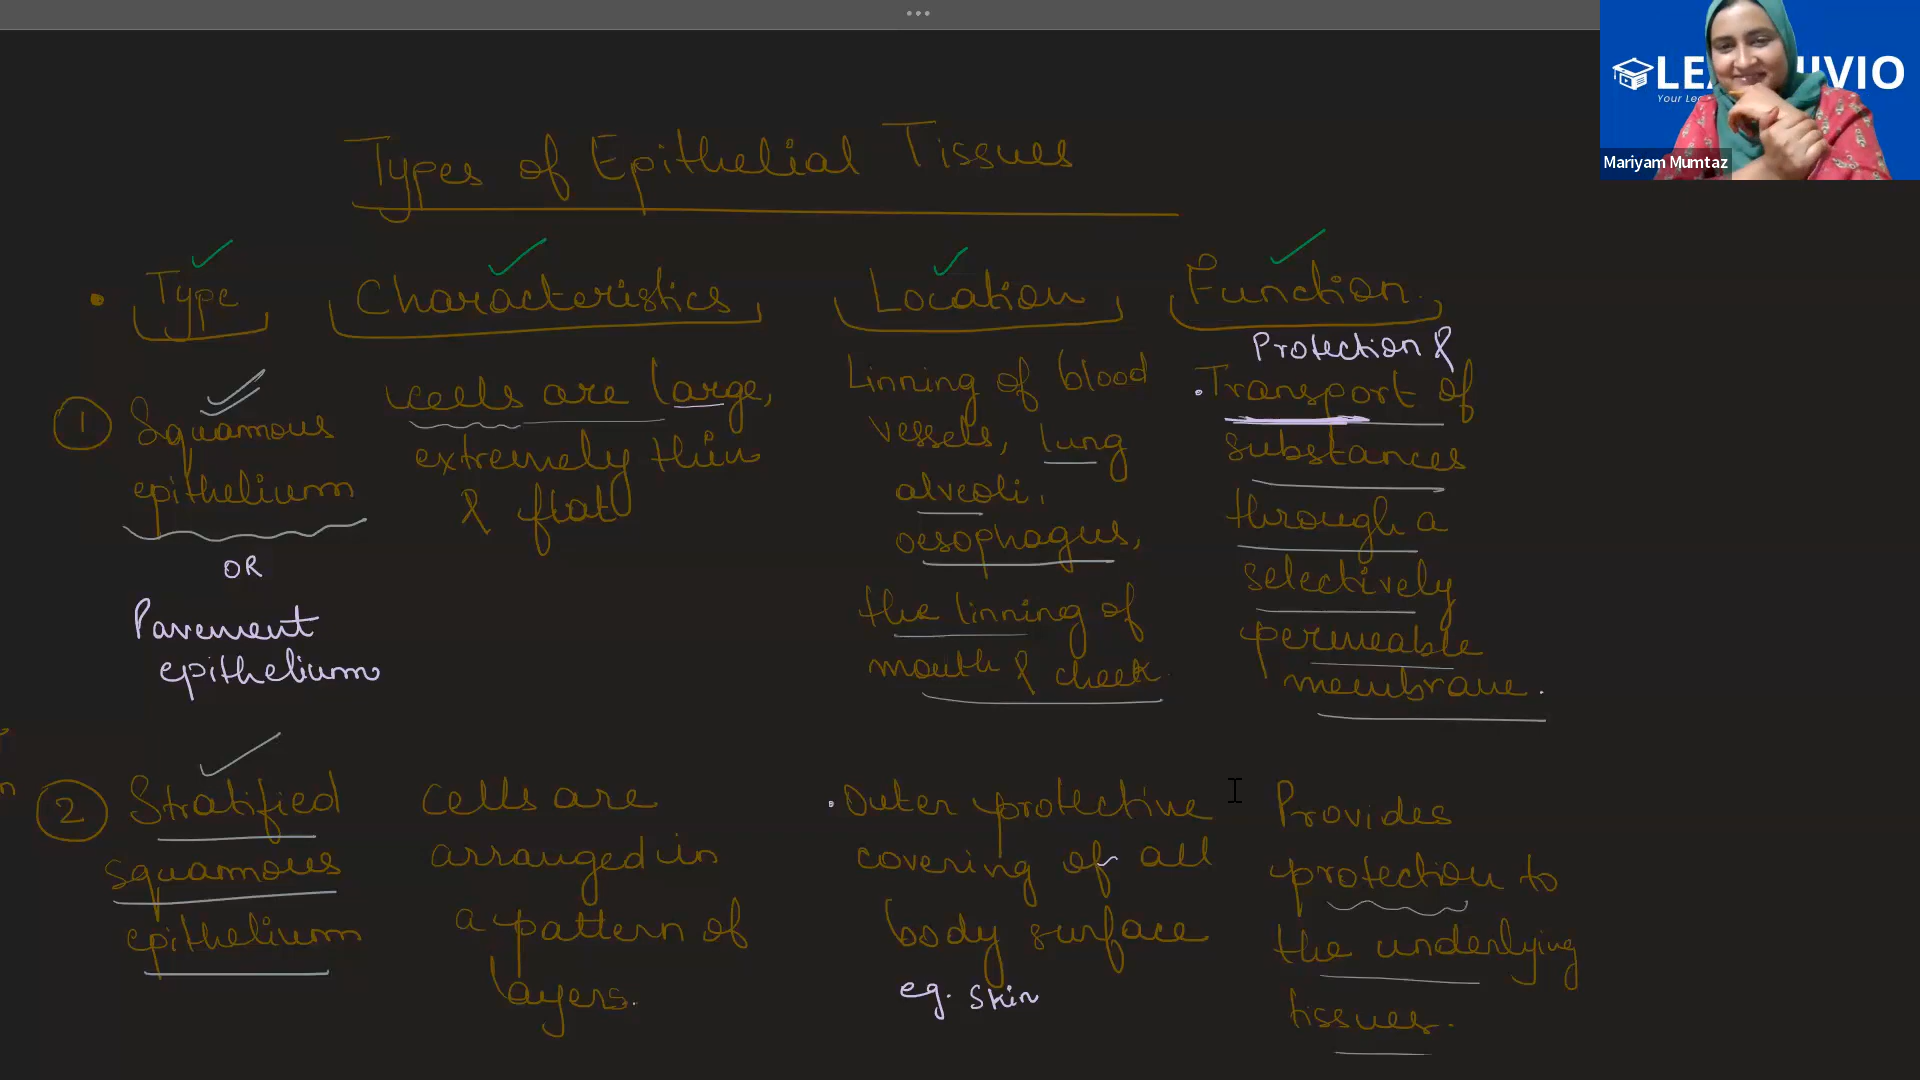 LEA VIO
Your Lea
Mariyam Mumtaz
Types of Epithelial Tissues
Type
Characteristics
Location
Function.
1
Squamous
epithelium
OR
Pavement
epithelium
cells are large,
extremely thin
& flat
Linning of blood
vessels, lung
alveoli,
oesophagus,
the linning of
mouth & cheek.
Protection &
Transport of
substances
through a
selectively
permeable
membrane.
2
Stratified
squamous
epithelium
cells are
arranged in
a pattern of
layers.
Outer protective
covering of all
body surface
eg. Skin
Provides
protection to
the underlying
tissues.